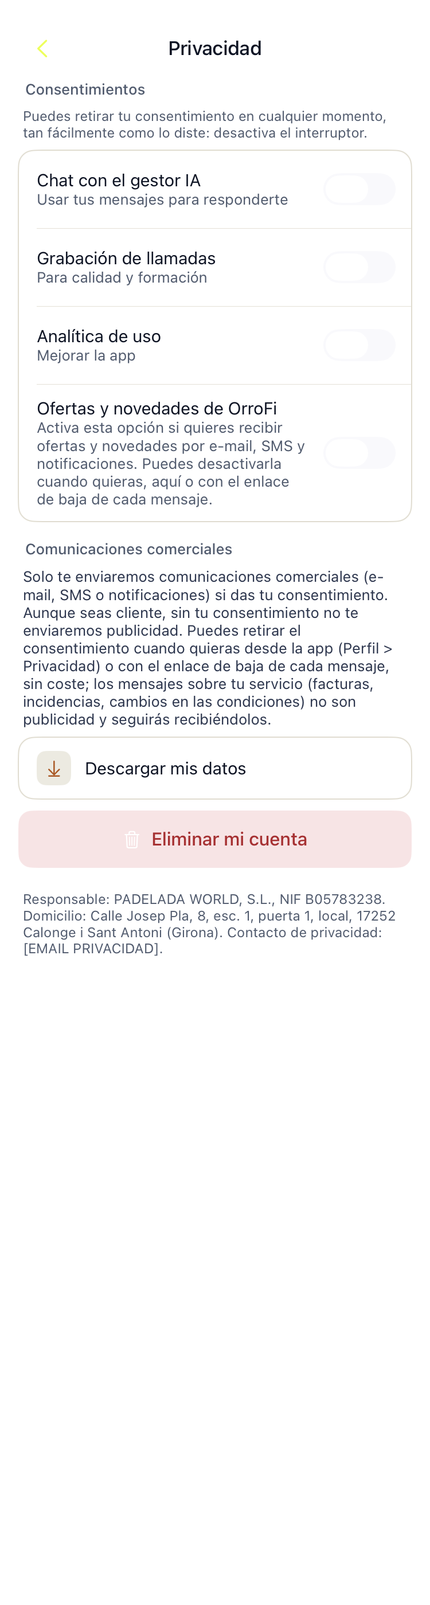 Privacidad
Consentimientos
Puedes retirar tu consentimiento en cualquier momento,
tan fácilmente como lo diste: desactiva el interruptor.
Chat con el gestor IA
Usar tus mensajes para responderte
Grabación de llamadas
Para calidad y formación
Analítica de uso
Mejorar la app
Ofertas y novedades de OrroFi
Activa esta opción si quieres recibir
ofertas y novedades por e-mail, SMS y
notificaciones. Puedes desactivarla
cuando quieras, aquí o con el enlace
de baja de cada mensaje.
Comunicaciones comerciales
Solo te enviaremos comunicaciones comerciales (e-
mail, SMS o notificaciones) si das tu consentimiento.
Aunque seas cliente, sin tu consentimiento no te
enviaremos publicidad. Puedes retirar el
consentimiento cuando quieras desde la app (Perfil >
Privacidad) o con el enlace de baja de cada mensaje,
sin coste; los mensajes sobre tu servicio (facturas,
incidencias, cambios en las condiciones) no son
publicidad y seguirás recibiéndolos.
Descargar mis datos
Eliminar mi cuenta
Responsable: PADELADA WORLD, S.L., NIF B05783238.
Domicilio: Calle Josep Pla, 8, esc. 1, puerta 1, local, 17252
Calonge i Sant Antoni (Girona). Contacto de privacidad:
[EMAIL PRIVACIDAD].